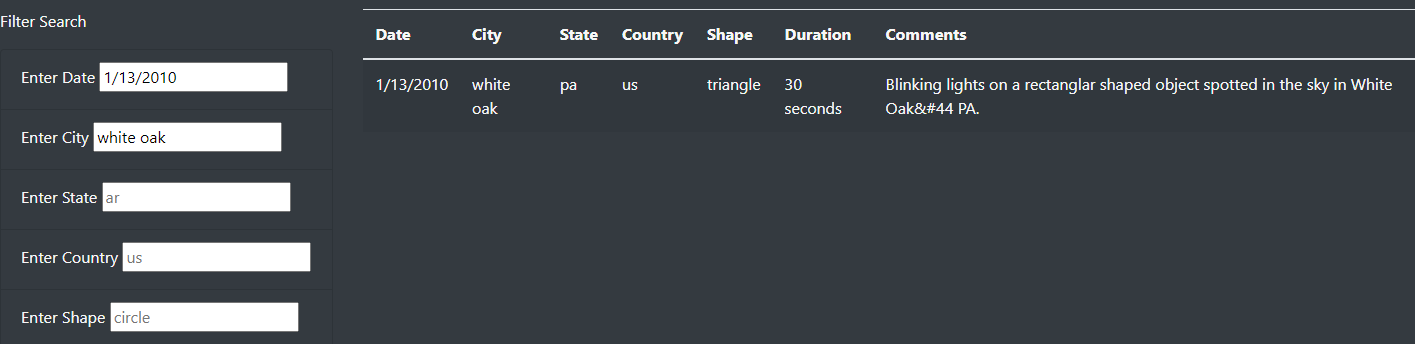 Filter Search
Enter Date 1/13/2010
Enter City white oak
Enter State ar
Enter Country us
Enter Shape circle
Date City State Country Shape Duration Comments
1/13/2010 white pa us triangle 30 Blinking lights on a rectanglar shaped object spotted in the sky in White
oak seconds Oak&#44 PA.